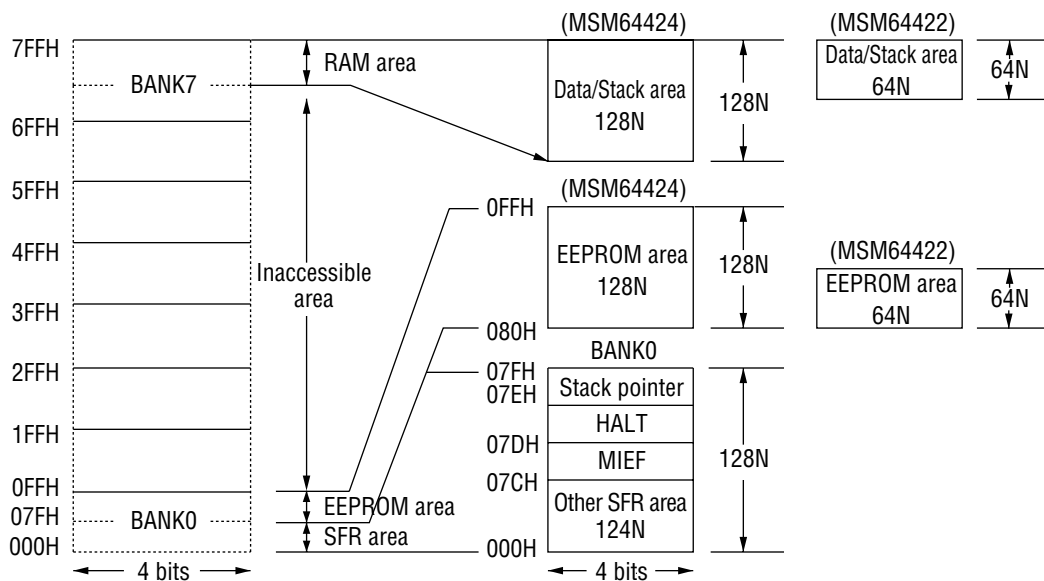 (MSM64424)
(MSM64422)
7FFH
RAM area
BANK7
Data/Stack area
128N
128N
Data/Stack area
64N
64N
6FFH
5FFH
4FFH
3FFH
2FFH
1FFH
0FFH
07FH
000H
Inaccessible
area
BANK0
EEPROM area
SFR area
4 bits
(MSM64424)
0FFH
EEPROM area
128N
128N
080H
(MSM64422)
EEPROM area
64N
64N
BANK0
07FH
07EH
Stack pointer
HALT
07DH
MIEF
07CH
Other SFR area
124N
128N
000H
4 bits